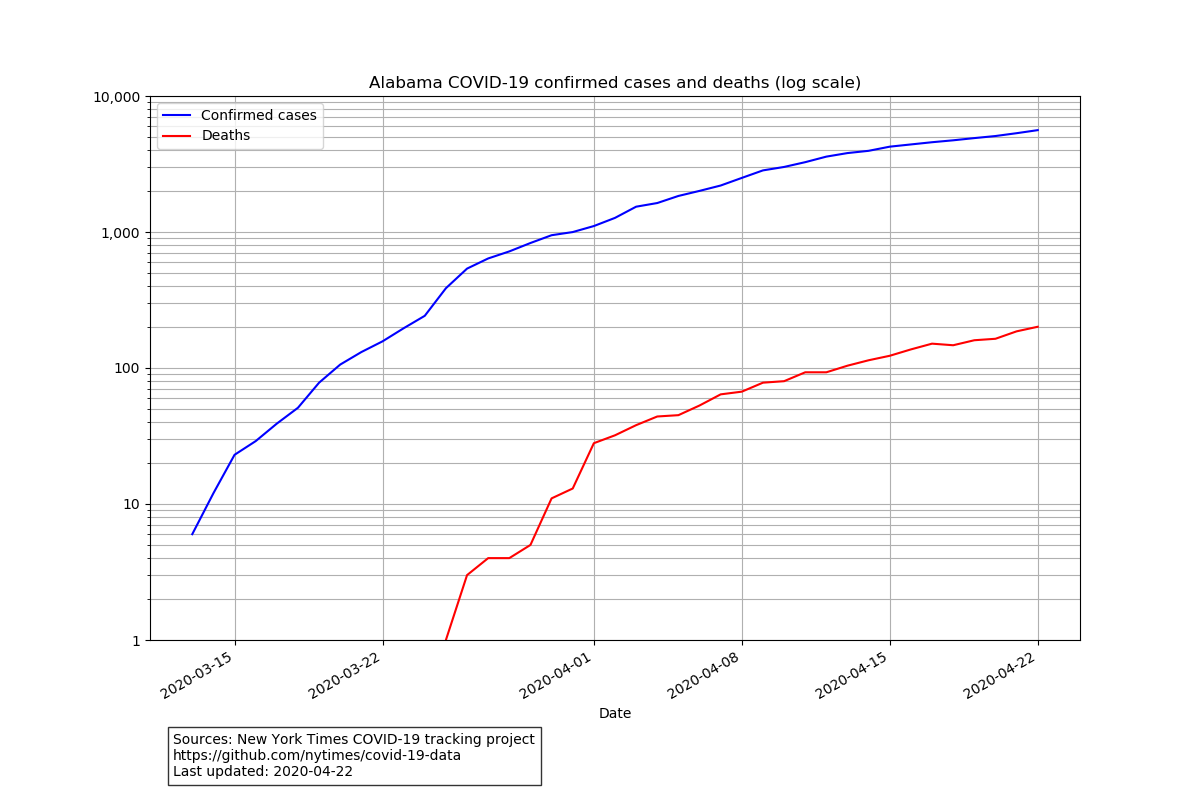 Alabama COVID-19 confirmed cases and deaths (log scale)
10,000
1,000
100
10
1
Confirmed cases
Deaths
2020-03-15
2020-03-22
2020-04-01
2020-04-08
2020-04-15
2020-04-22
Date
Sources: New York Times COVID-19 tracking project
https://github.com/nytimes/covid-19-data
Last updated: 2020-04-22